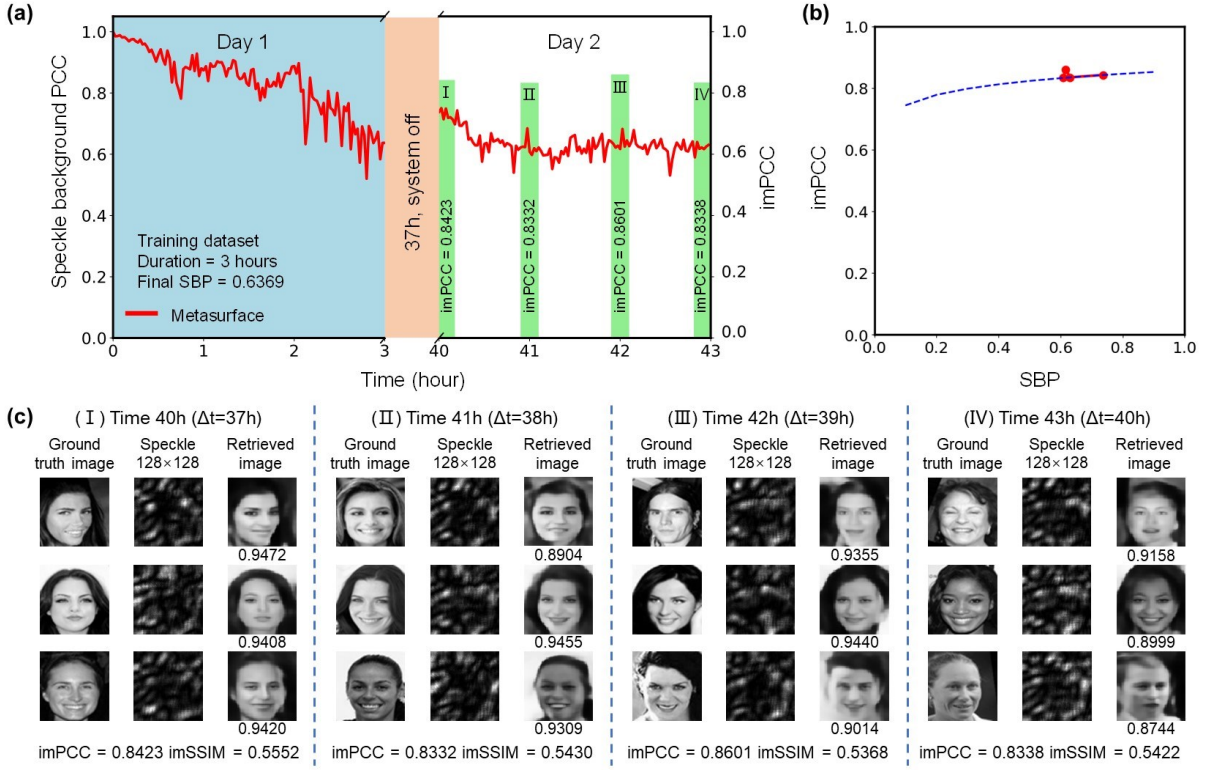 (a)
Day 1
Day 2
Speckle background PCC
1.0
0.8
0.6
0.4
0.2
0.0
Training dataset
Duration = 3 hours
Final SBP = 0.6369
Metasurface
37h, system off
I
II
III
IV
imPCC = 0.8423
imPCC = 0.8332
imPCC = 0.8601
imPCC = 0.8338
1.0
0.8
0.6
0.4
0.2
0.0
imPCC
0 1 2 3 40 41 42 43
Time (hour)
(b)
imPCC
1.0
0.8
0.6
0.4
0.2
0.0
0.0 0.2 0.4 0.6 0.8 1.0
SBP
(c)
(I) Time 40h (Δt=37h)
Ground truth image
Speckle 128×128
Retrieved image
0.9472
0.9408
0.9420
imPCC = 0.8423 imSSIM = 0.5552
(II) Time 41h (Δt=38h)
Ground truth image
Speckle 128×128
Retrieved image
0.8904
0.9455
0.9309
imPCC = 0.8332 imSSIM = 0.5430
(III) Time 42h (Δt=39h)
Ground truth image
Speckle 128×128
Retrieved image
0.9355
0.9440
0.9014
imPCC = 0.8601 imSSIM = 0.5368
(IV) Time 43h (Δt=40h)
Ground truth image
Speckle 128×128
Retrieved image
0.9158
0.8999
0.8744
imPCC = 0.8338 imSSIM = 0.5422